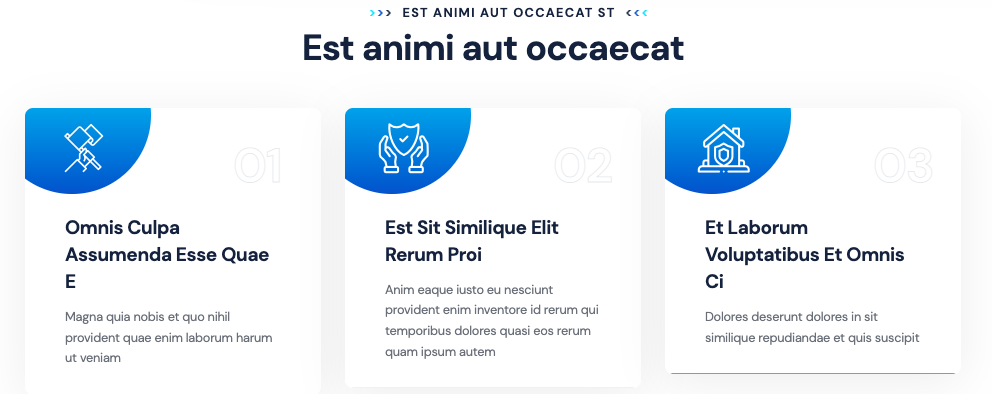 >>> EST ANIMI AUT OCCAECAT ST <<<
Est animi aut occaecat
01
Omnis Culpa
Assumenda Esse Quae
E
Magna quia nobis et quo nihil
provident quae enim laborum harum
ut veniam
02
Est Sit Similique Elit
Rerum Proi
Anim eaque iusto eu nesciunt
provident enim inventore id rerum qui
temporibus dolores quasi eos rerum
quam ipsum autem
03
Et Laborum
Voluptatibus Et Omnis
Ci
Dolores deserunt dolores in sit
similique repudiandae et quis suscipit